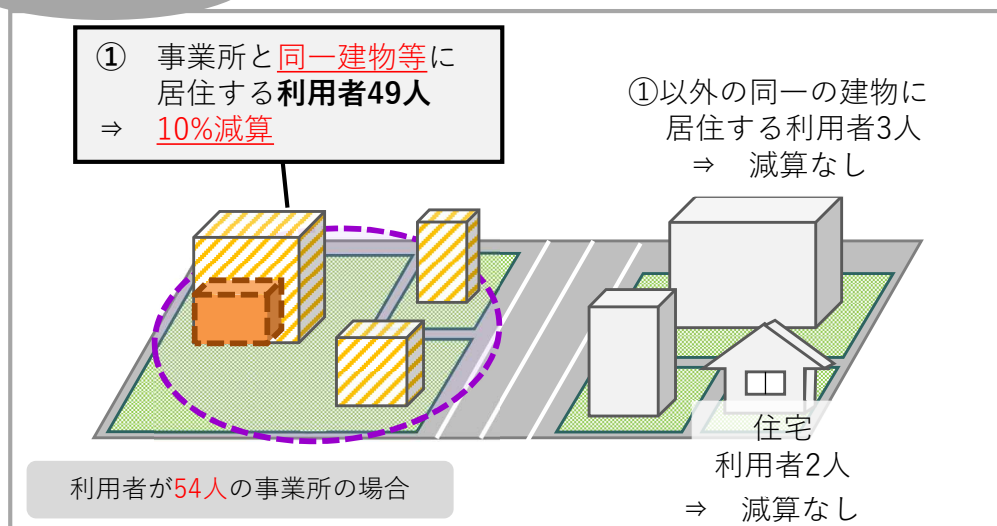 ① 事業所と同一建物等に
居住する利用者49人
⇒ 10%減算
①以外の同一の建物に
居住する利用者3人
⇒ 減算なし
住宅
利用者2人
⇒ 減算なし
利用者が54人の事業所の場合